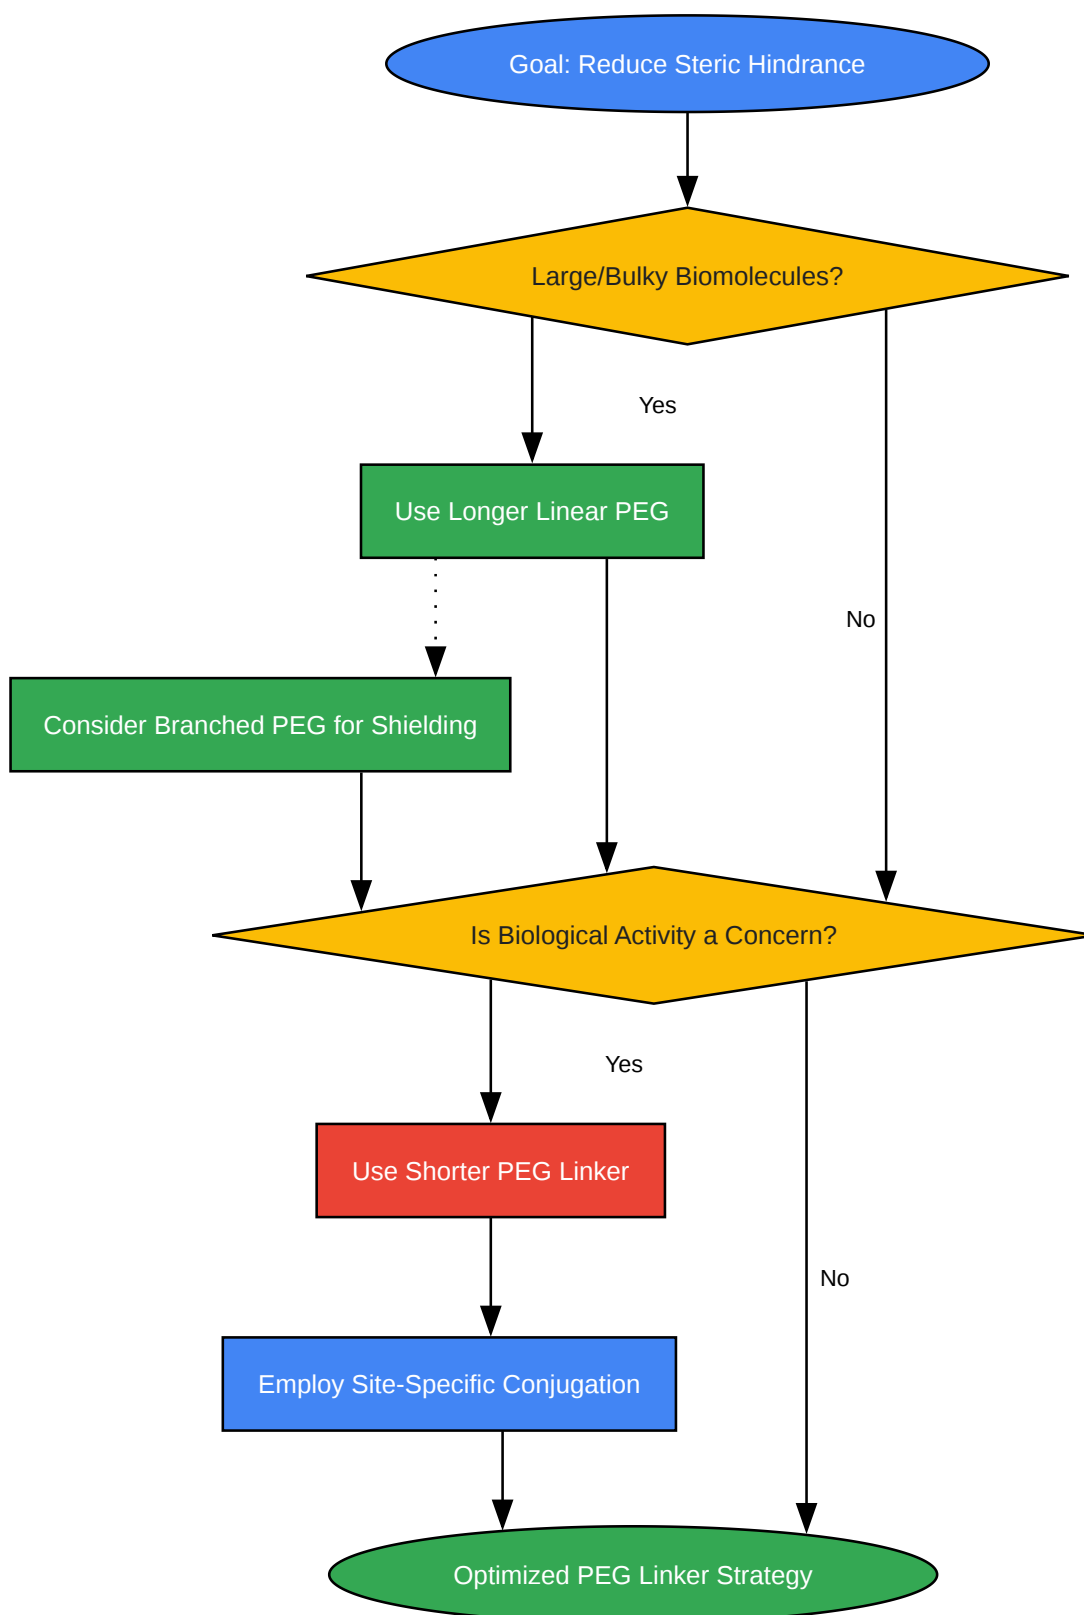 Goal: Reduce Steric Hindrance
Large/Bulky Biomolecules?
Yes
Use Longer Linear PEG
No
Consider Branched PEG for Shielding
Is Biological Activity a Concern?
Yes
Use Shorter PEG Linker
No
Employ Site-Specific Conjugation
Optimized PEG Linker Strategy